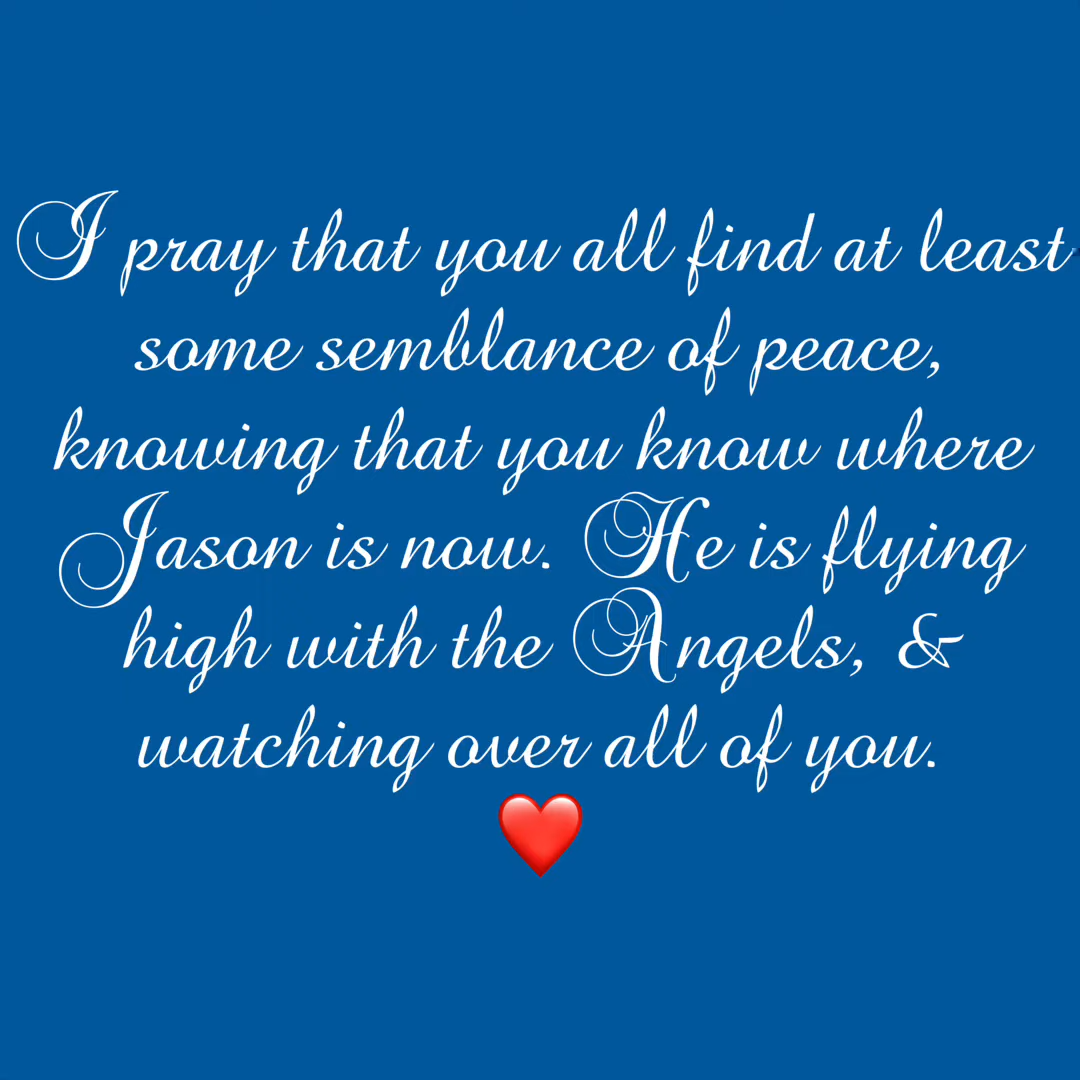 I pray that you all find at least
some semblance of peace,
knowing that you know where
Jason is now. He is flying
high with the Angels, &
watching over all of you.
❤️